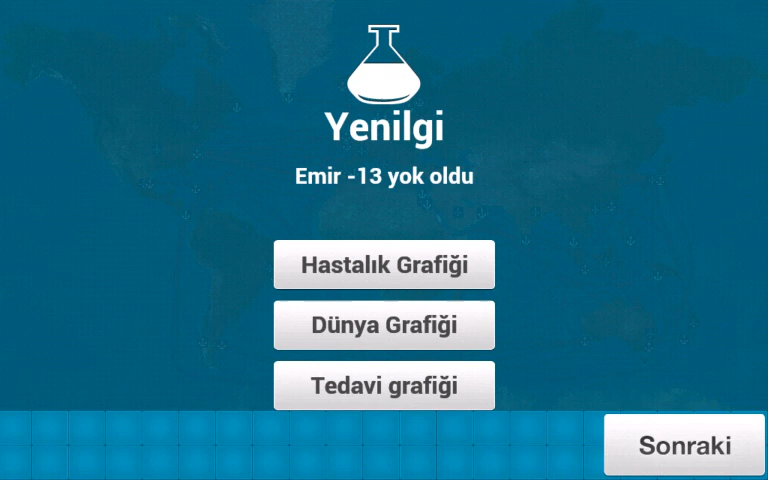 Yenilgi
Emir -13 yok oldu
Hastalık Grafiği
Dünya Grafiği
Tedavi grafiği
Sonraki